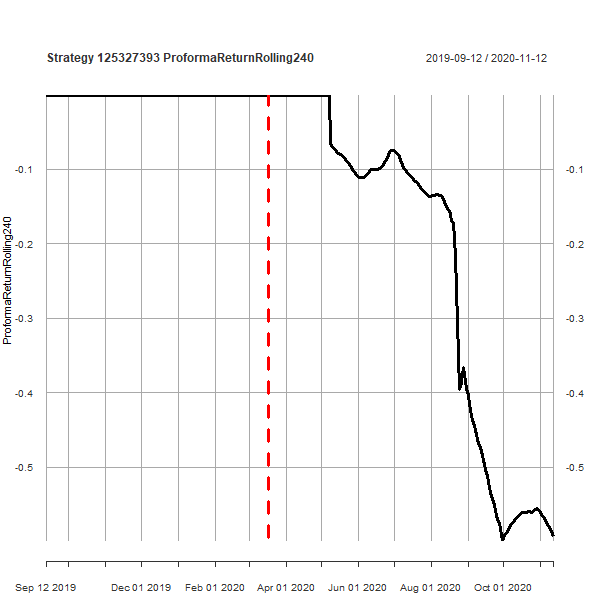 Strategy 125327393 ProformaReturnRolling240
2019-09-12 / 2020-11-12
ProformaReturnRolling240
-0.1
-0.1
-0.2
-0.2
-0.3
-0.3
-0.4
-0.4
-0.5
-0.5
Sep 12 2019
Dec 01 2019
Feb 01 2020
Apr 01 2020
Jun 01 2020
Aug 01 2020
Oct 01 2020